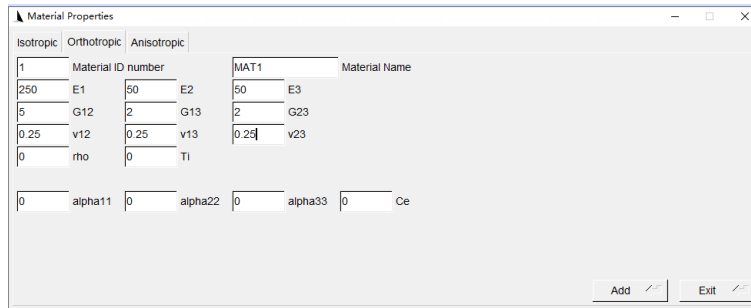 Material Properties
Isotropic Orthotropic Anisotropic
1 Material ID number MAT1 Material Name
250 E1 50 E2 50 E3
5 G12 2 G13 2 G23
0.25 v12 0.25 v13 0.25 v23
0 rho 0 Ti
0 alpha11 0 alpha22 0 alpha33 0 Ce
Add Exit